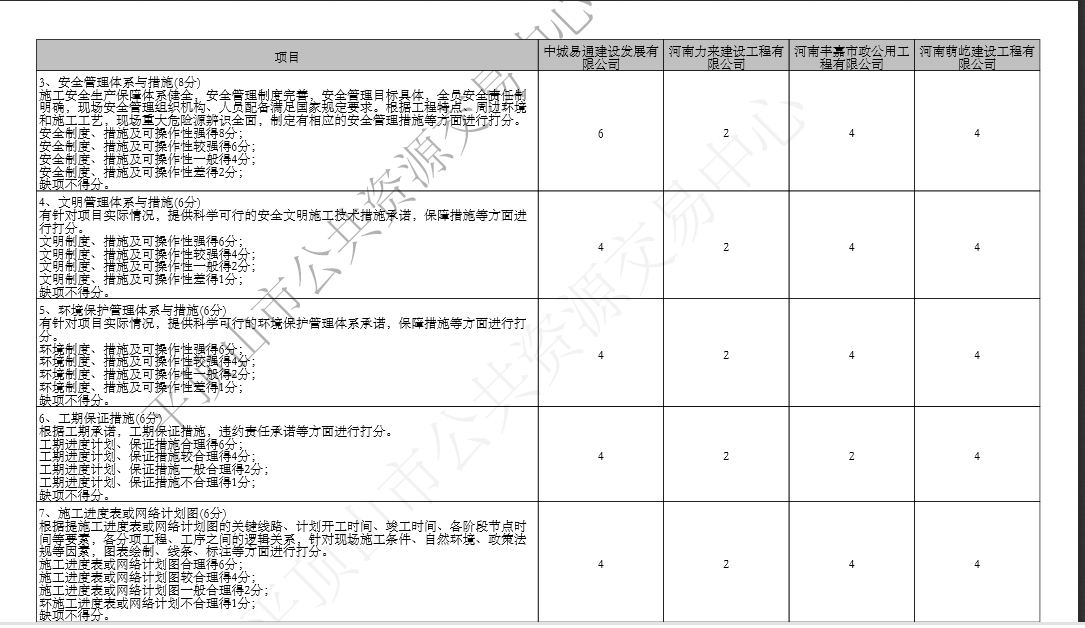 项目
中城易通建设发展有
限公司
河南力来建设工程有
限公司
河南丰嘉市政公用工
程有限公司
河南萌屹建设工程有
限公司
3、安全管理体系与措施(8分)
施工安全生产保障体系健全，安全管理制度完善，安全管理目标具体，全员安全责任制
明确，现场安全管理组织机构、人员配备满足国家规定要求。根据工程特点、周边环境
和施工工艺，现场重大危险源辨识全面，制定有相应的安全管理措施等方面进行打分。
安全制度、措施及可操作性强得8分；
安全制度、措施及可操作性较强得6分；
安全制度、措施及可操作性一般得4分；
安全制度、措施及可操作性差得2分；
缺项不得分。
6
2
4
4
4、文明管理体系与措施(6分)
有针对项目实际情况，提供科学可行的安全文明施工技术措施承诺，保障措施等方面进
行打分。
文明制度、措施及可操作性强得6分；
文明制度、措施及可操作性较强得4分；
文明制度、措施及可操作性一般得2分；
文明制度、措施及可操作性差得1分；
缺项不得分。
4
2
4
4
5、环境保护管理体系与措施(6分)
有针对项目实际情况，提供科学可行的环境保护管理体系承诺，保障措施等方面进行打
分。
环境制度、措施及可操作性强得6分；
环境制度、措施及可操作性较强得4分；
环境制度、措施及可操作性一般得2分；
环境制度、措施及可操作性差得1分；
缺项不得分。
4
2
4
4
6、工期保证措施(6分)
根据工期承诺，工期保证措施，违约责任承诺等方面进行打分。
工期进度计划、保证措施合理得6分；
工期进度计划、保证措施较合理得4分；
工期进度计划、保证措施一般合理得2分；
工期进度计划、保证措施不合理得1分；
缺项不得分。
4
2
2
4
7、施工进度表或网络计划图(6分)
根据提施工进度表或网络计划图的关键线路、计划开工时间、竣工时间、各阶段节点时
间等要素，各分项工程、工序之间的逻辑关系，针对现场施工条件、自然环境、政策法
规等因素，图表绘制、线条、标注等方面进行打分。
施工进度表或网络计划图合理得6分；
施工进度表或网络计划图较合理得4分；
施工进度表或网络计划图一般合理得2分；
环施工进度表或网络计划不合理得1分；
缺项不得分。
4
2
4
4
平顶山市公共资源交易中心
平顶山市公共资源交易中心